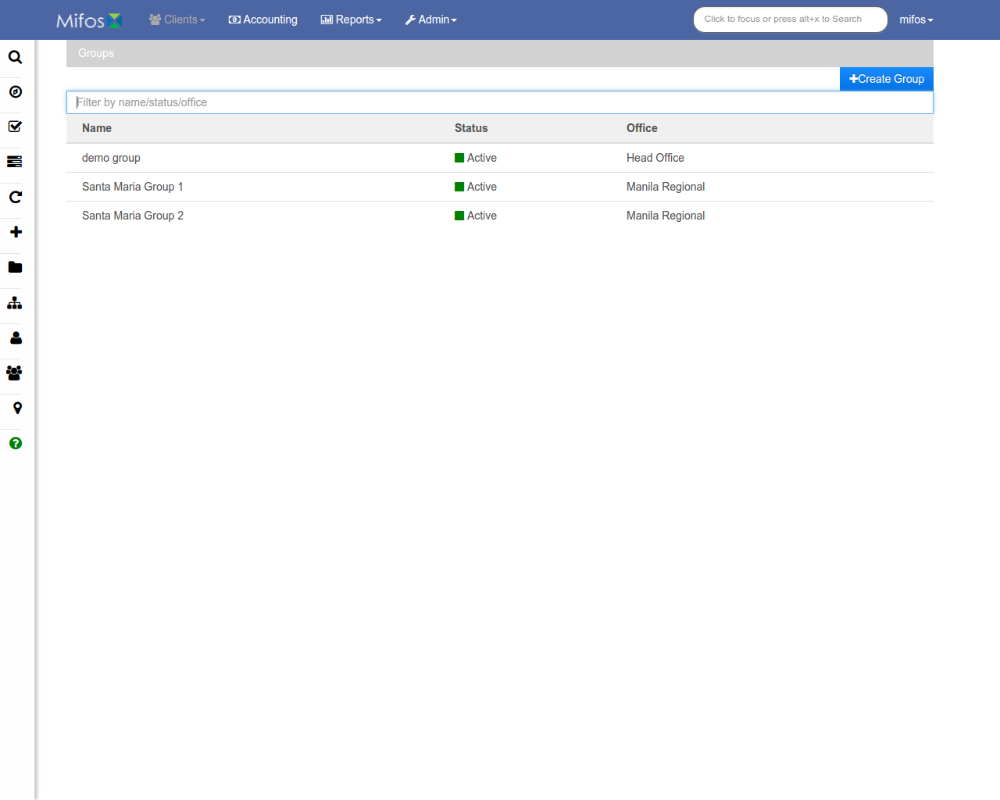 Mifos Clients Accounting Reports Admin Click to focus or press alt+x to Search mifos
Groups
Create Group
Filter by name/status/office
Name Status Office
demo group Active Head Office
Santa Maria Group 1 Active Manila Regional
Santa Maria Group 2 Active Manila Regional